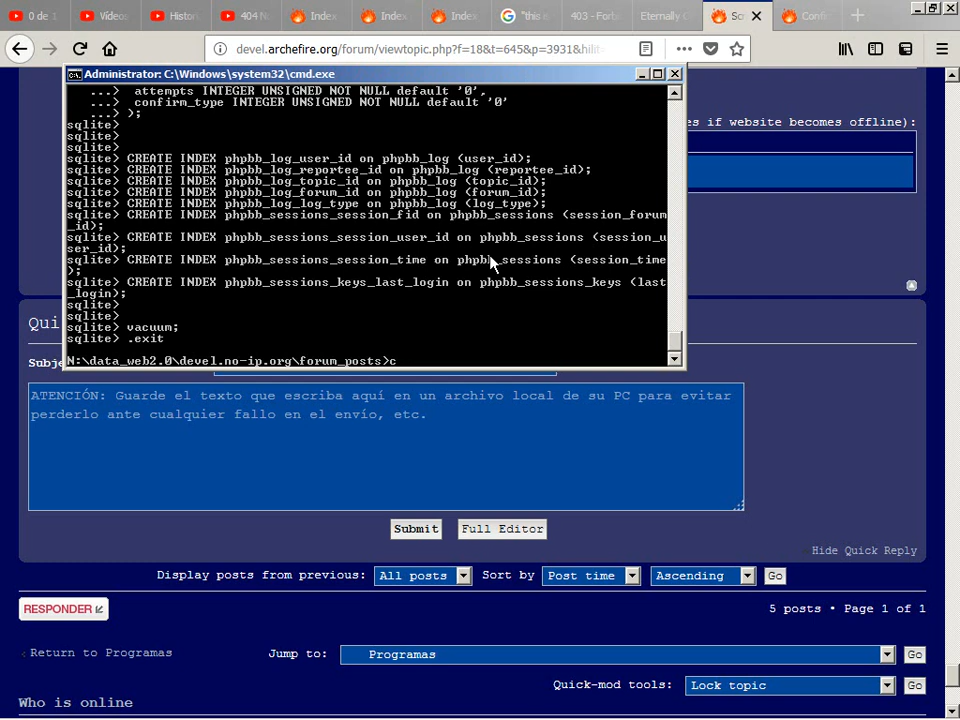 0 de 1
Vídeos
Histori
404 N
Index
Index
Index
"this is
403 - Forb
Eternally C
Sc
Confir
devel.archefire.org/forum/viewtopic.php?f=18&t=645&p=3931&hilit
Administrator: C:\Windows\system32\cmd.exe
...>  attempts INTEGER UNSIGNED NOT NULL default '0',
...>  confirm_type INTEGER UNSIGNED NOT NULL default '0'
...> );
sqlite>
sqlite>
sqlite>
sqlite> CREATE INDEX phpbb_log_user_id on phpbb_log (user_id);
sqlite> CREATE INDEX phpbb_log_reportee_id on phpbb_log (reportee_id);
sqlite> CREATE INDEX phpbb_log_topic_id on phpbb_log (topic_id);
sqlite> CREATE INDEX phpbb_log_forum_id on phpbb_log (forum_id);
sqlite> CREATE INDEX phpbb_log_log_type on phpbb_log (log_type);
sqlite> CREATE INDEX phpbb_sessions_session_fid on phpbb_sessions (session_forum
_id);
sqlite> CREATE INDEX phpbb_sessions_session_user_id on phpbb_sessions (session_u
ser_id);
sqlite> CREATE INDEX phpbb_sessions_session_time on phpbb_sessions (session_time
);
sqlite> CREATE INDEX phpbb_sessions_keys_last_login on phpbb_sessions_keys (last
_login);
sqlite>
sqlite>
sqlite> vacuum;
sqlite> .exit
N:\data_web2.0\devel.no-ip.org\forum_posts>c
es if website becomes offline):
Qui
Subje
ATENCIÓN: Guarde el texto que escriba aquí en un archivo local de su PC para evitar
perderlo ante cualquier fallo en el envío, etc.
Submit
Full Editor
Hide Quick Reply
Display posts from previous: All posts Sort by Post time Ascending Go
RESPONDER
5 posts • Page 1 of 1
Return to Programas
Jump to: Programas Go
Quick-mod tools: Lock topic Go
Who is online